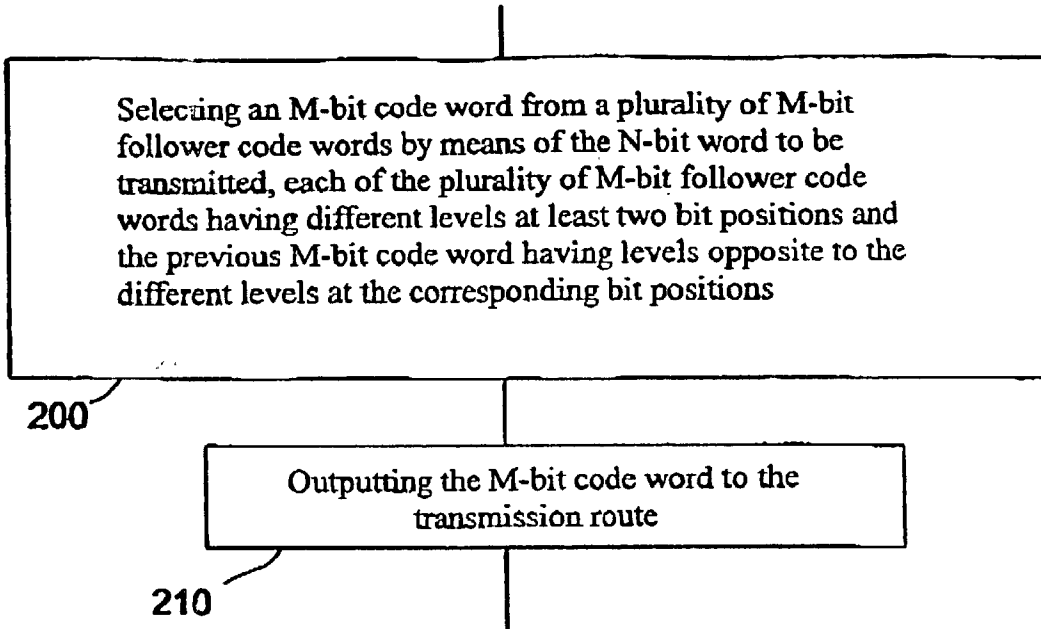 Selecting an M-bit code word from a plurality of M-bit
follower code words by means of the N-bit word to be
transmitted, each of the plurality of M-bit follower code
words having different levels at least two bit positions and
the previous M-bit code word having levels opposite to the
different levels at the corresponding bit positions
200
Outputting the M-bit code word to the
transmission route
210